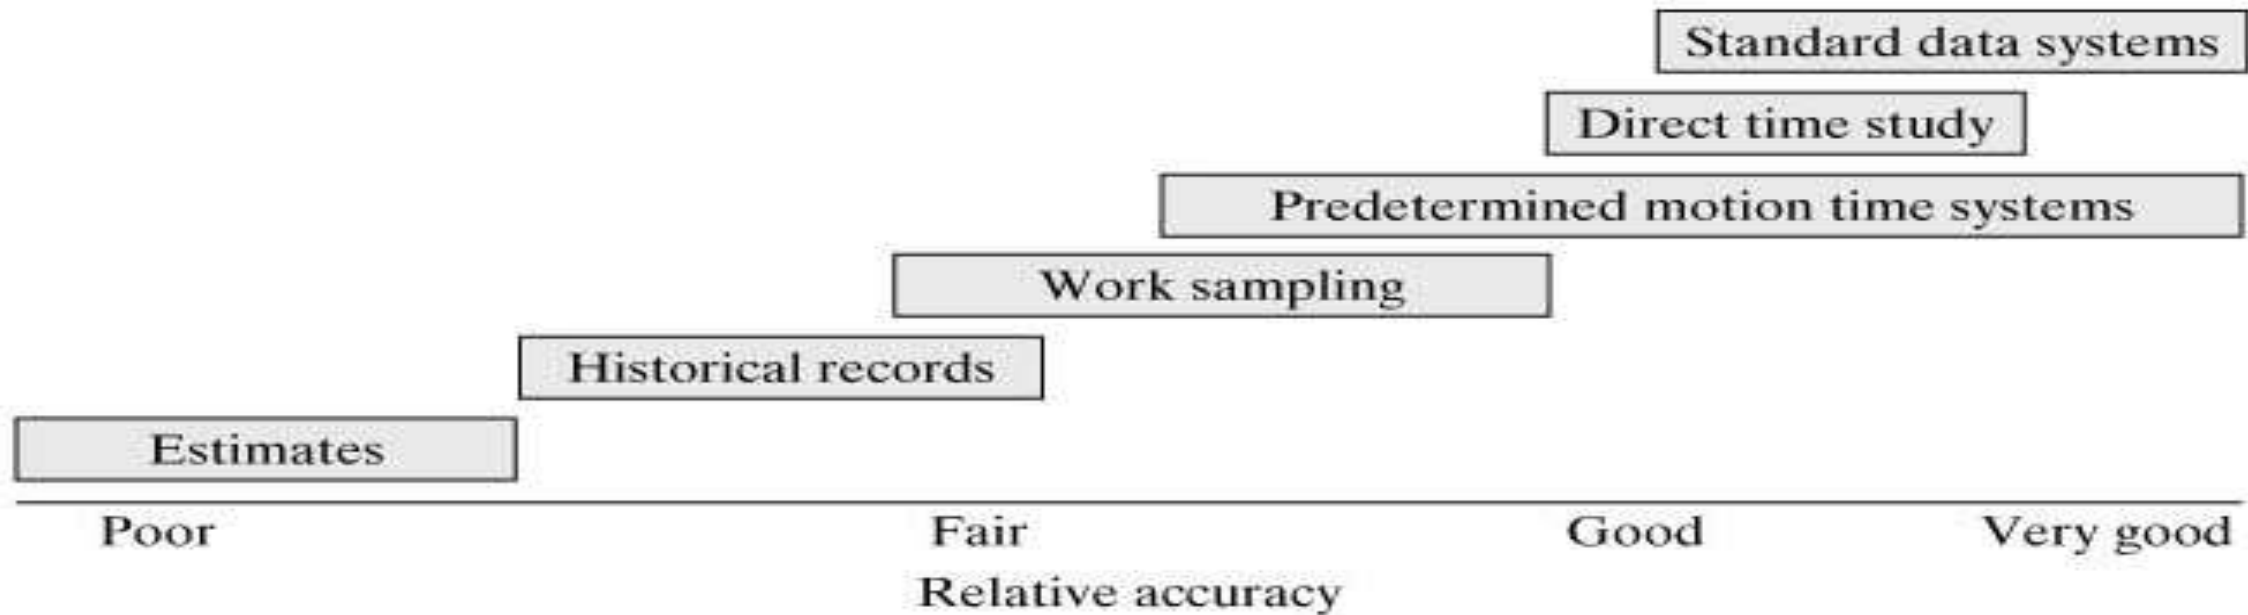 Standard data systems
Direct time study
Predetermined motion time systems
Work sampling
Historical records
Estimates
Poor Fair Good Very good
Relative accuracy